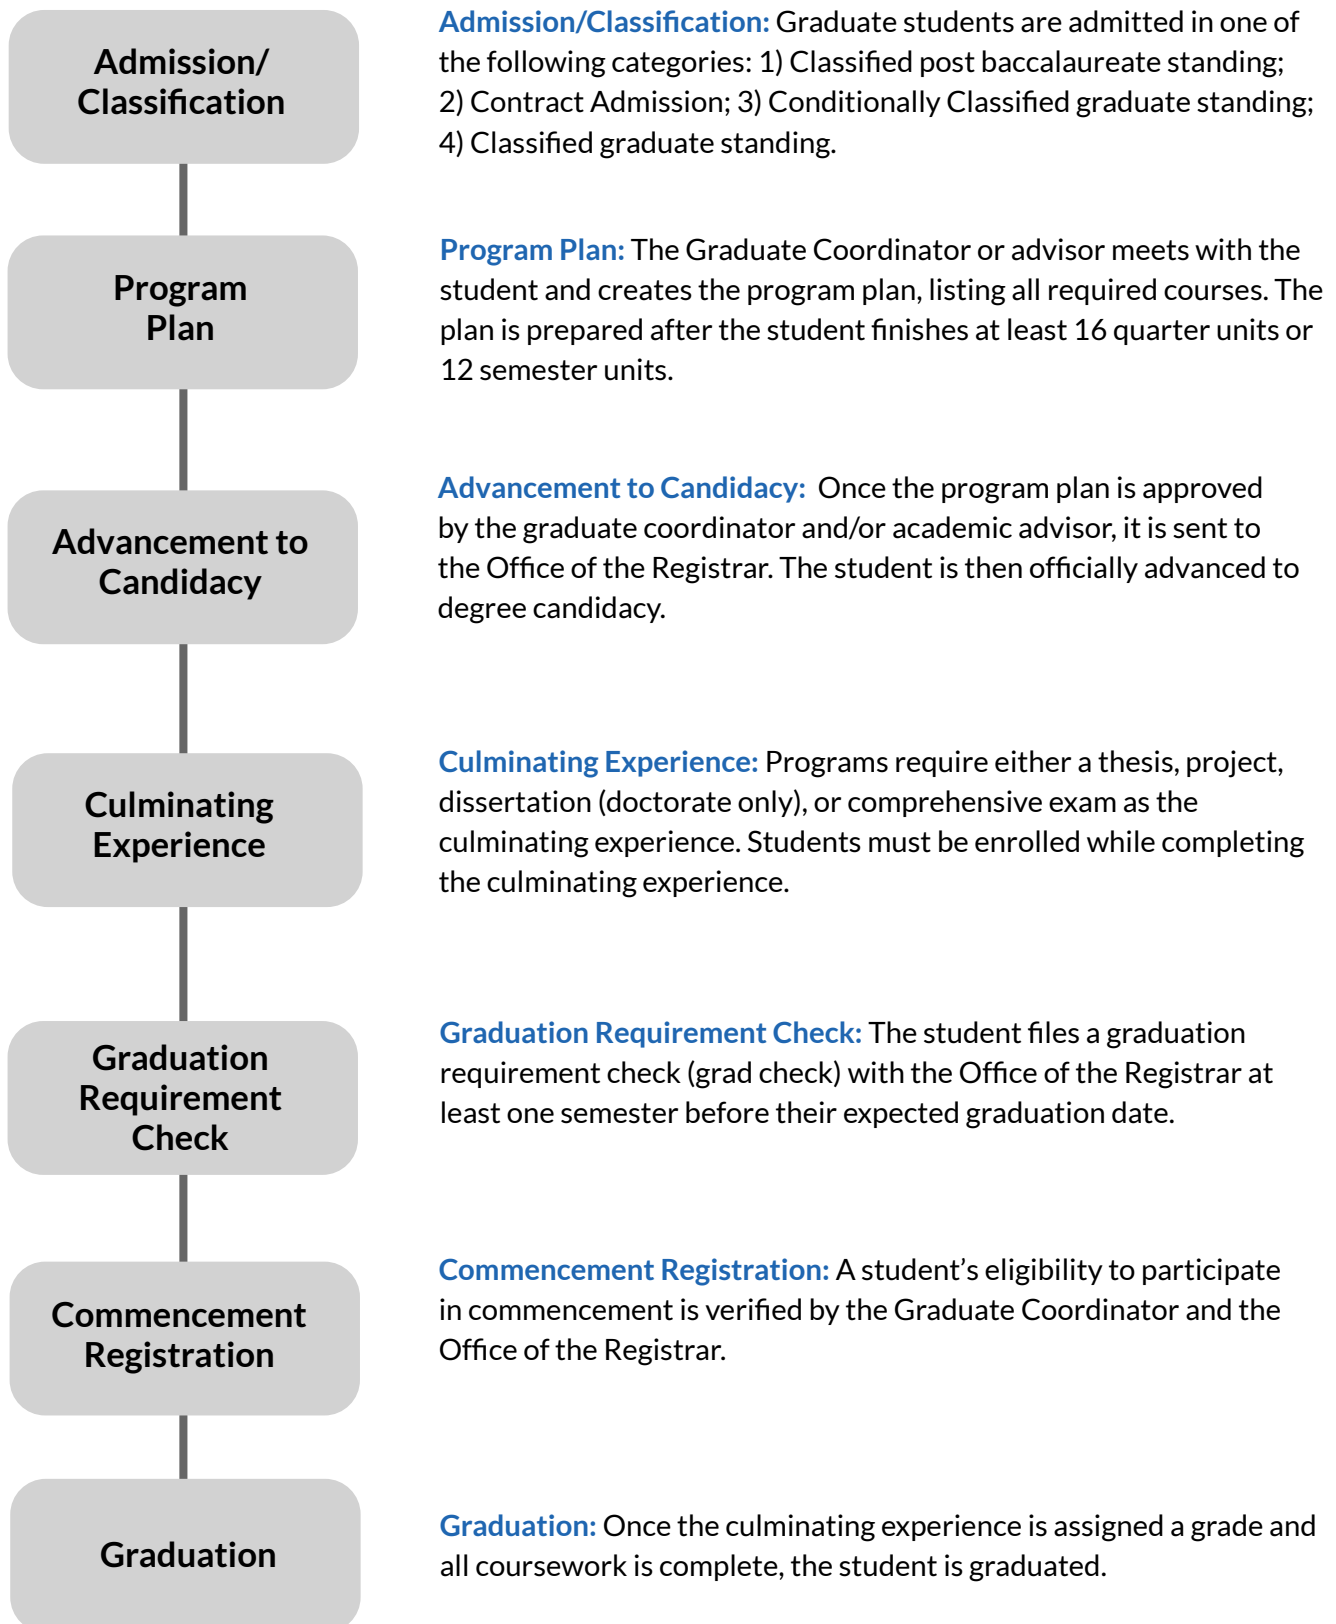 Admission/
Classification
Admission/Classification: Graduate students are admitted in one of
the following categories: 1) Classified post baccalaureate standing;
2) Contract Admission; 3) Conditionally Classified graduate standing;
4) Classified graduate standing.
Program
Plan
Program Plan: The Graduate Coordinator or advisor meets with the
student and creates the program plan, listing all required courses. The
plan is prepared after the student finishes at least 16 quarter units or
12 semester units.
Advancement to
Candidacy
Advancement to Candidacy: Once the program plan is approved
by the graduate coordinator and/or academic advisor, it is sent to
the Office of the Registrar. The student is then officially advanced to
degree candidacy.
Culminating
Experience
Culminating Experience: Programs require either a thesis, project,
dissertation (doctorate only), or comprehensive exam as the
culminating experience. Students must be enrolled while completing
the culminating experience.
Graduation
Requirement
Check
Graduation Requirement Check: The student files a graduation
requirement check (grad check) with the Office of the Registrar at
least one semester before their expected graduation date.
Commencement
Registration
Commencement Registration: A student’s eligibility to participate
in commencement is verified by the Graduate Coordinator and the
Office of the Registrar.
Graduation
Graduation: Once the culminating experience is assigned a grade and
all coursework is complete, the student is graduated.